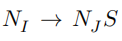 N_I → N_J S